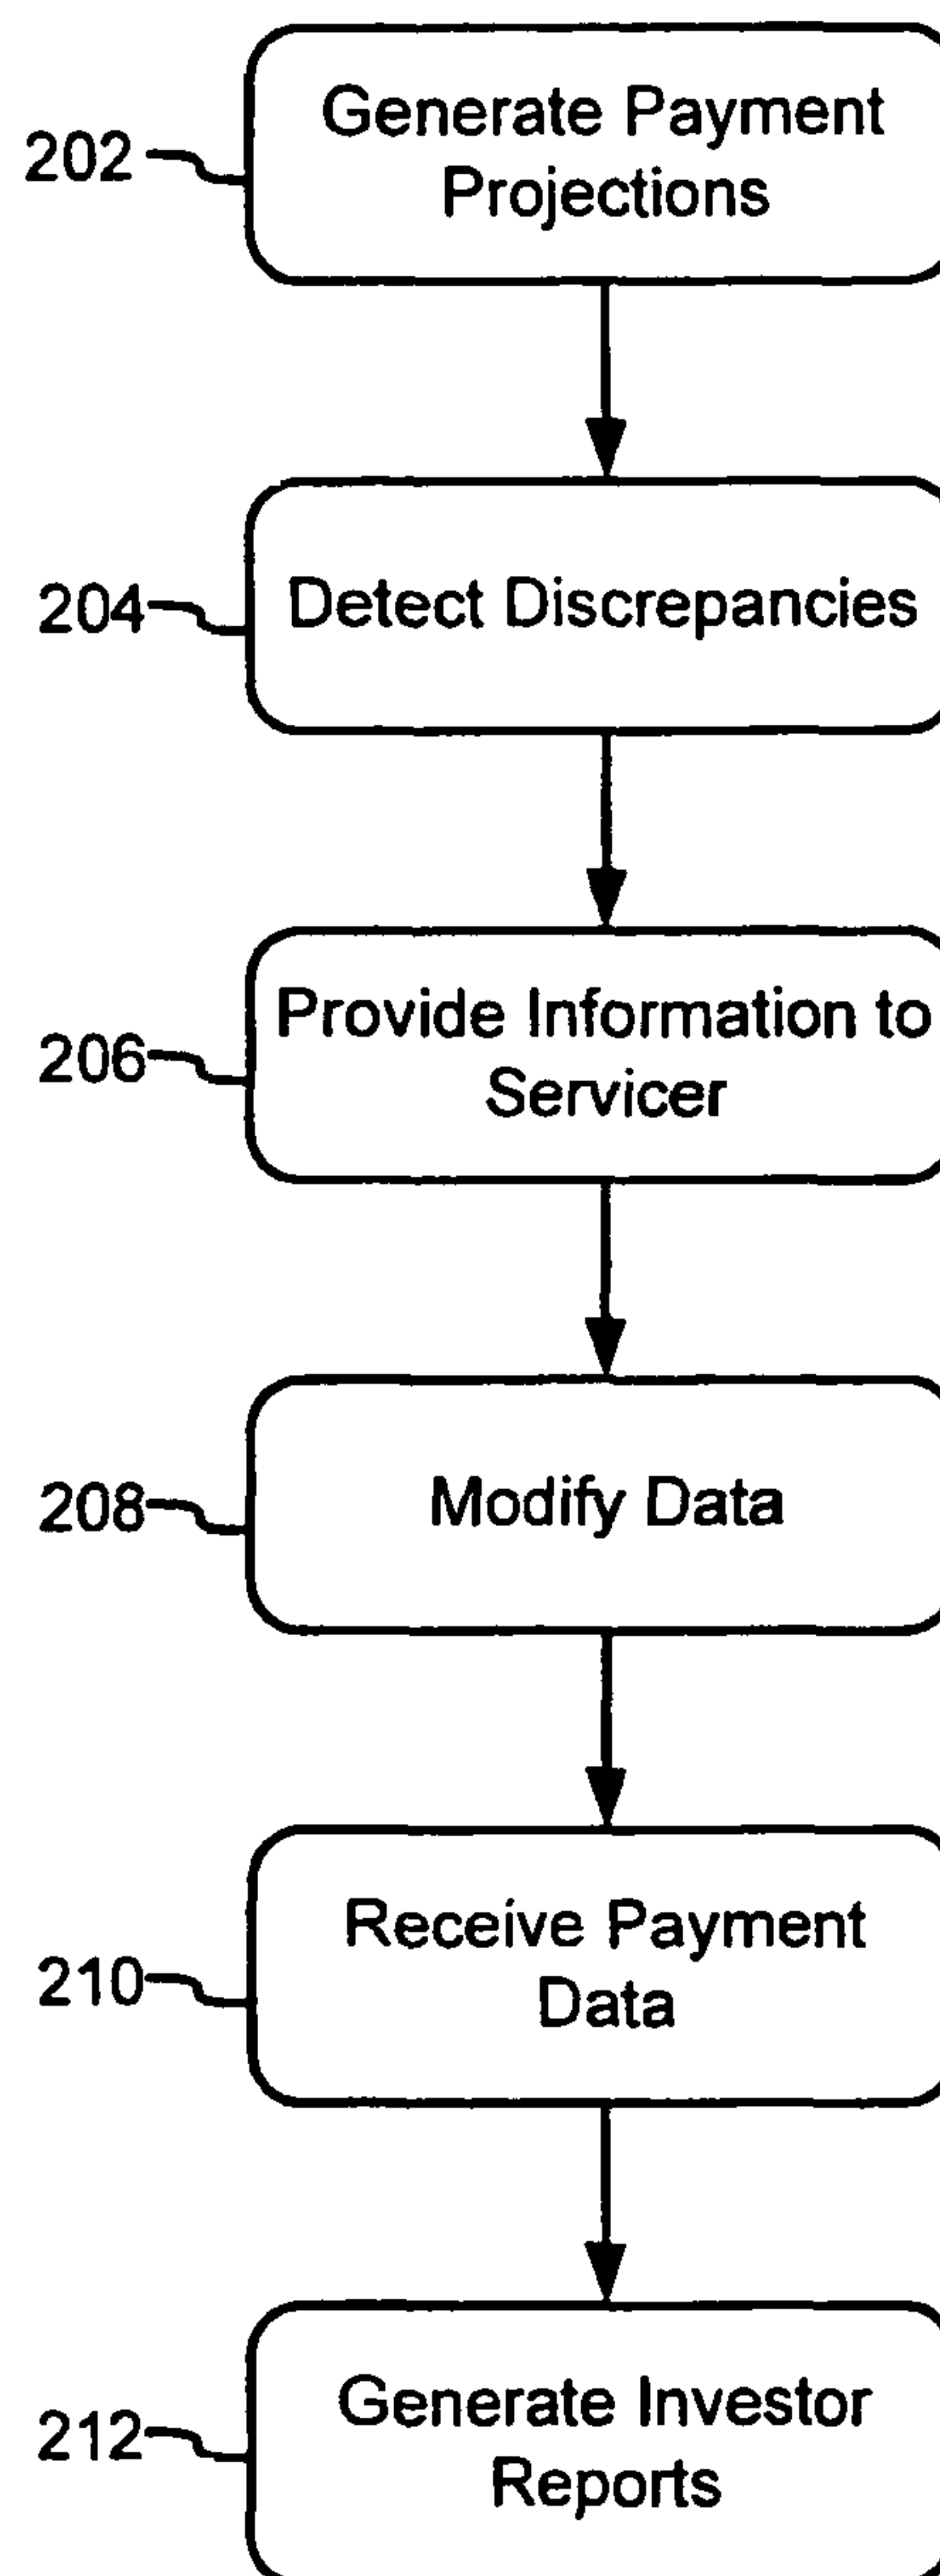 Generate Payment
Projections
202
Detect Discrepancies
204
Provide Information to
Servicer
206
Modify Data
208
Receive Payment
Data
210
Generate Investor
Reports
212